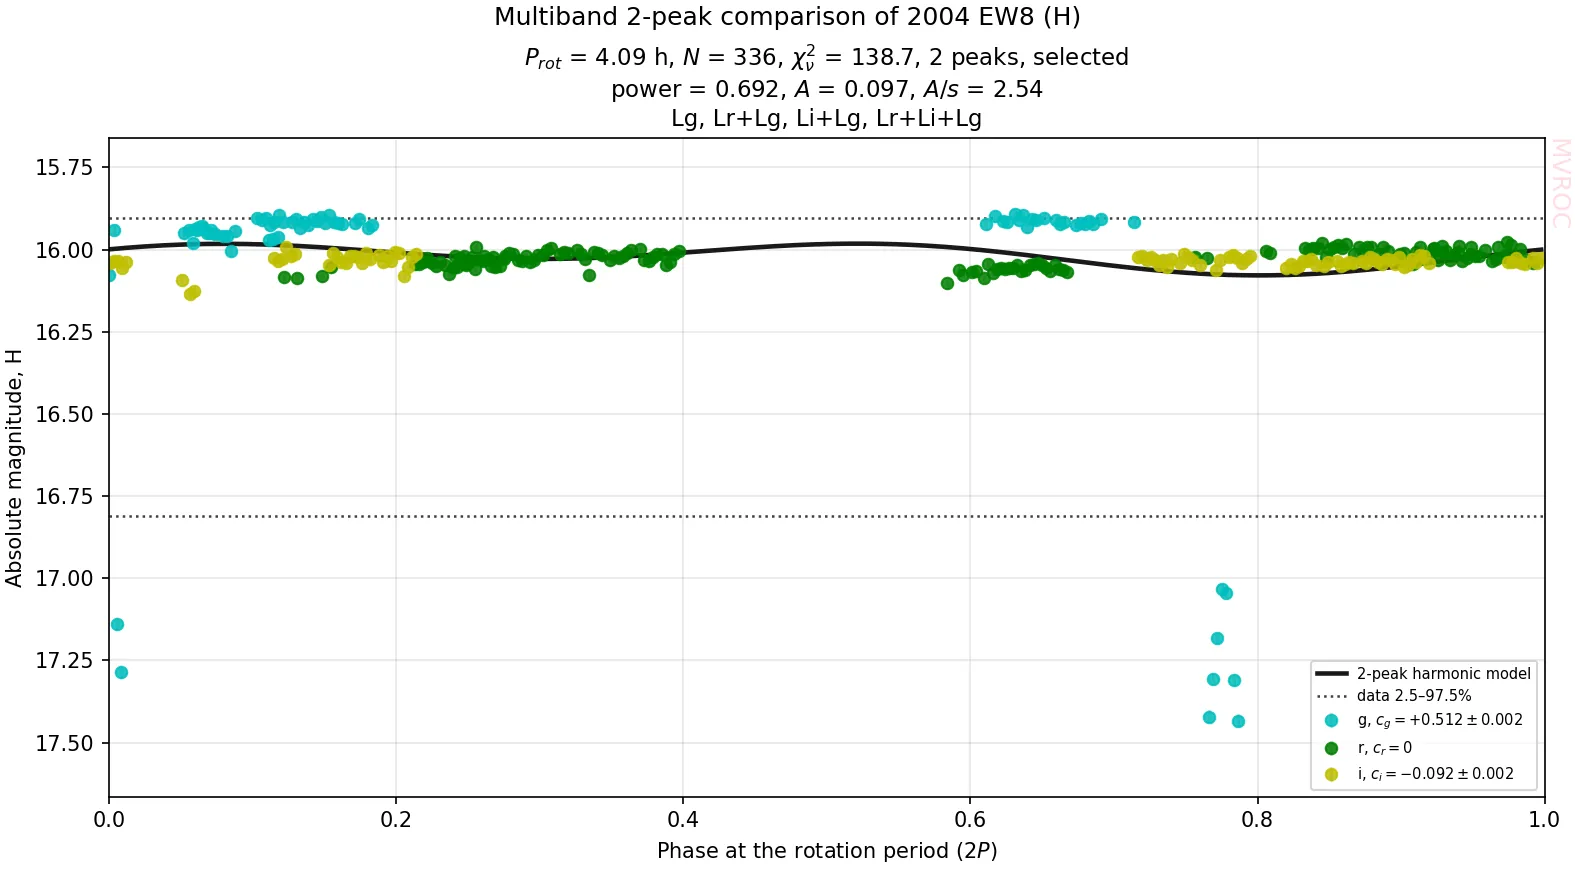 Multiband 2-peak comparison of 2004 EW8 (H)
P_rot = 4.09 h, N = 336, χ²_ν = 138.7, 2 peaks, selected
power = 0.692, A = 0.097, A/s = 2.54
Lg, Lr+Lg, Li+Lg, Lr+Li+Lg
MVROC
Absolute magnitude, H
15.75
16.00
16.25
16.50
16.75
17.00
17.25
17.50
2-peak harmonic model
data 2.5–97.5%
g, c_g = +0.512 ± 0.002
r, c_r = 0
i, c_i = −0.092 ± 0.002
0.0 0.2 0.4 0.6 0.8 1.0
Phase at the rotation period (2P)